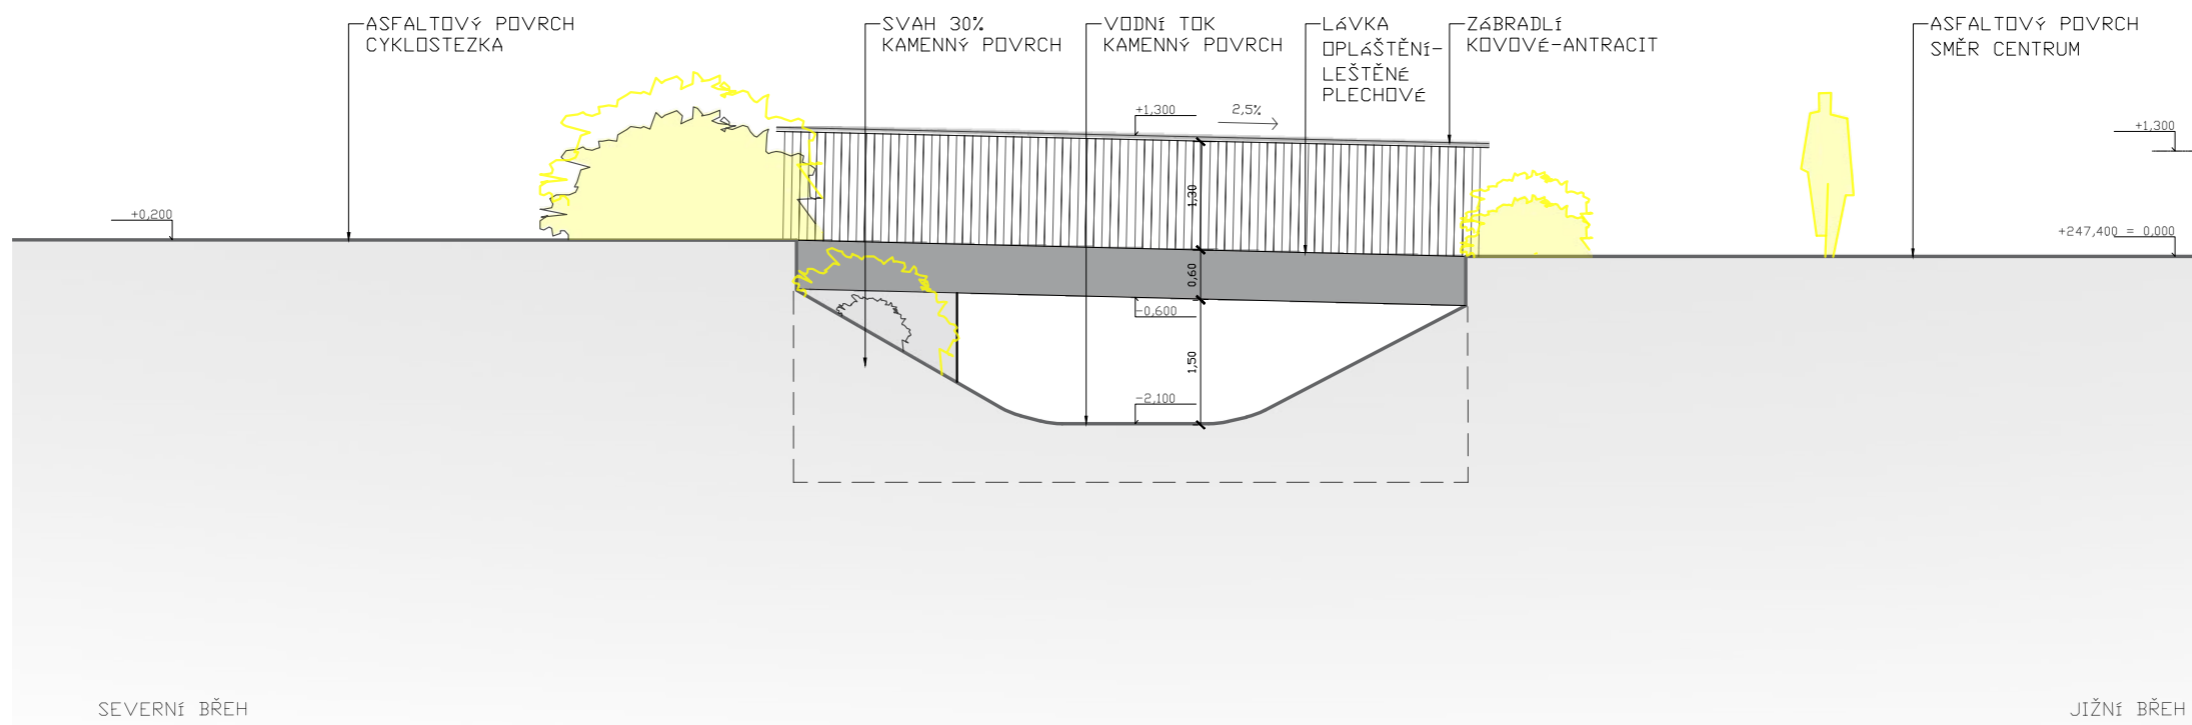 ASFALTOVÝ POVRCH
CYKLOSTEZKA
SVAH 30%
KAMENNÝ POVRCH
VODNÍ TOK
KAMENNÝ POVRCH
LÁVKA
OPLÁŠTĚNÍ-
LEŠTĚNÉ
PLECHOVÉ
ZÁBRADLÍ
KOVOVÉ-ANTRACIT
ASFALTOVÝ POVRCH
SMĚR CENTRUM
+1,300
2,5%
+1,300
1,30
+0,200
+247,400 = 0,000
0,60
-0,600
1,50
-2,100
SEVERNÍ BŘEH
JIŽNÍ BŘEH